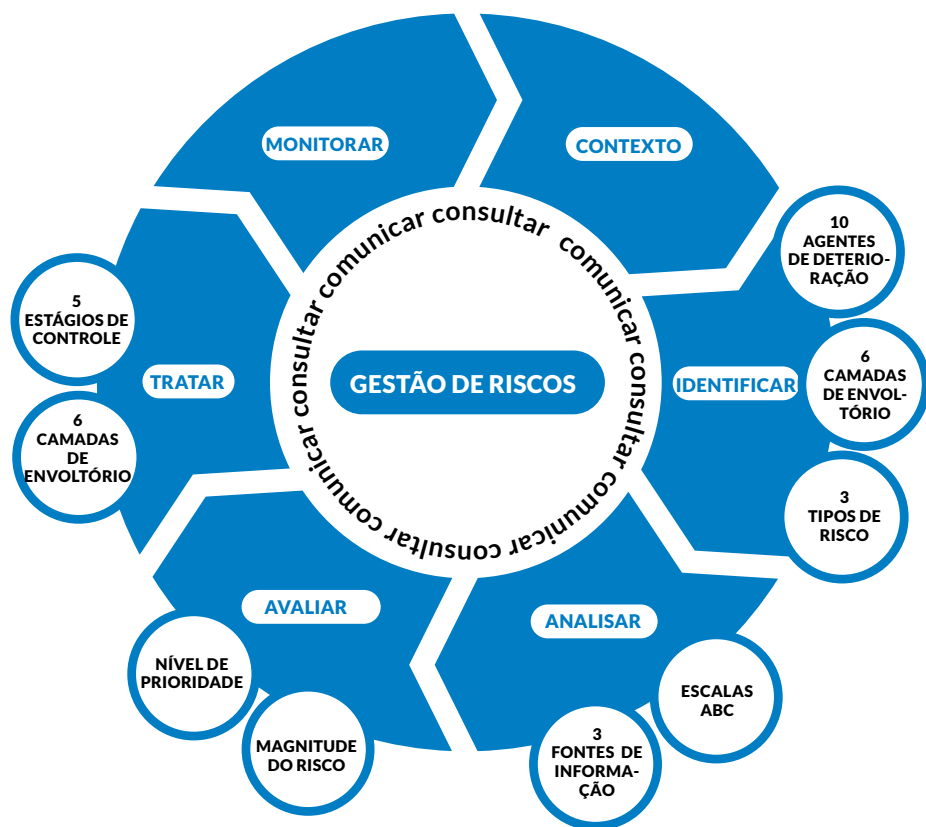 MONITORAR
CONTEXTO
comunicar consultar comunicar consultar comunicar consultar comunicar consultar
GESTÃO DE RISCOS
10
AGENTES
DE DETERIO-
RAÇÃO
IDENTIFICAR
6
CAMADAS
DE ENVOL-
TÓRIO
3
TIPOS DE
RISCO
ANALISAR
ESCALAS
ABC
3
FONTES DE
INFORMA-
ÇÃO
AVALIAR
MAGNITUDE
DO RISCO
NÍVEL DE
PRIORIDADE
TRATAR
6
CAMADAS
DE
ENVOLTÓRIO
5
ESTÁGIOS DE
CONTROLE